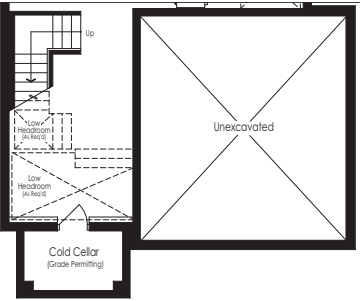 Up
Low
Headroom
(As Req'd)
Unexcavated
Low
Headroom
(As Req'd)
Cold Cellar
(Grade Permitting)